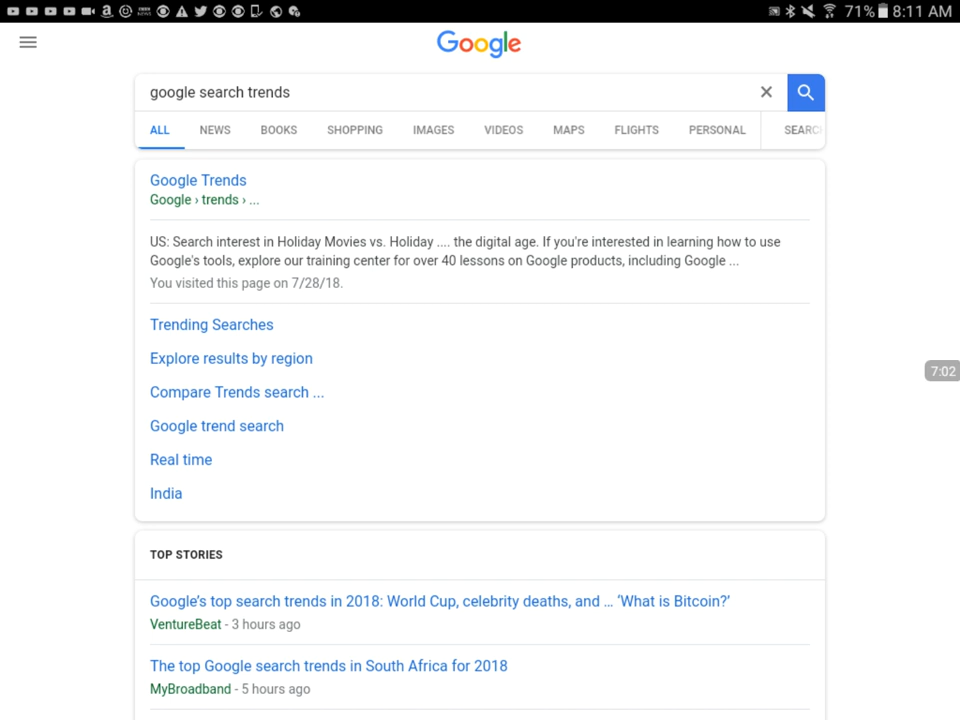 71% 8:11 AM
Google
google search trends
ALL NEWS BOOKS SHOPPING IMAGES VIDEOS MAPS FLIGHTS PERSONAL SEARC
Google Trends
Google › trends › ...
US: Search interest in Holiday Movies vs. Holiday .... the digital age. If you're interested in learning how to use
Google's tools, explore our training center for over 40 lessons on Google products, including Google ...
You visited this page on 7/28/18.
Trending Searches
Explore results by region
7:02
Compare Trends search ...
Google trend search
Real time
India
TOP STORIES
Google’s top search trends in 2018: World Cup, celebrity deaths, and … ‘What is Bitcoin?’
VentureBeat - 3 hours ago
The top Google search trends in South Africa for 2018
MyBroadband - 5 hours ago